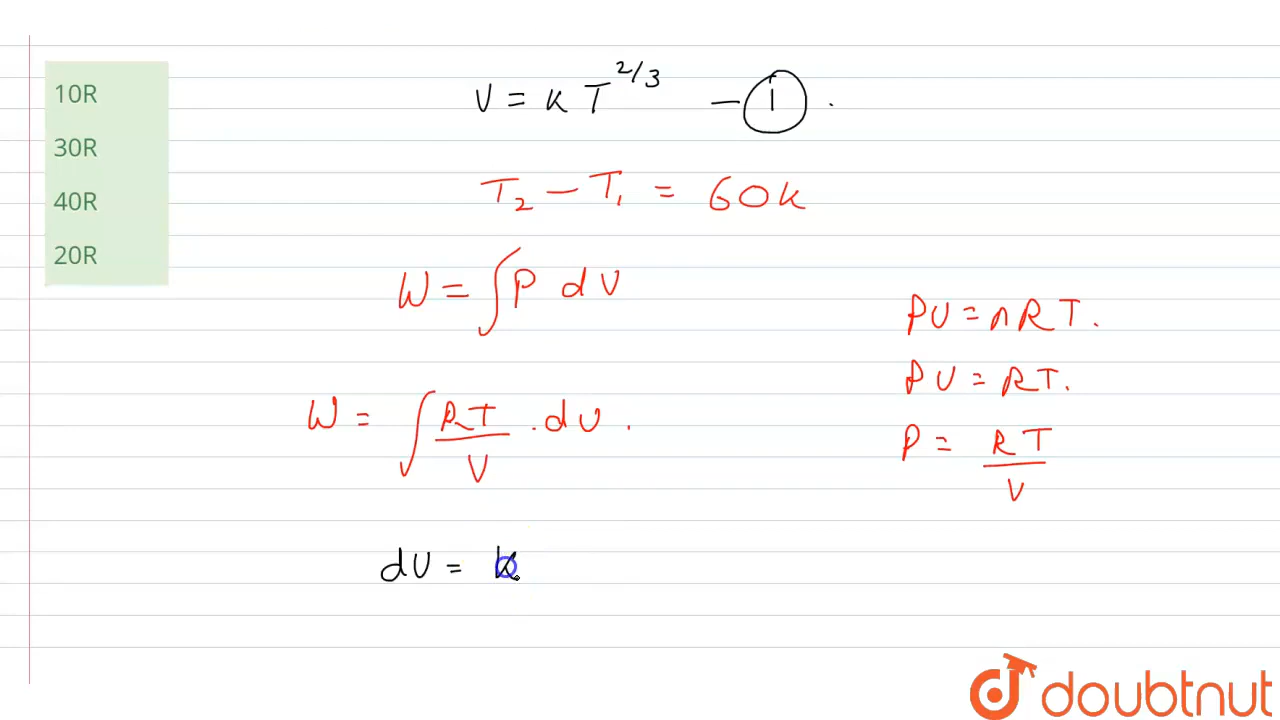 10R
30R
40R
20R
V = K T^{2/3} - ①.
T₂ - T₁ = 60K
W = ∫P dV
PV = nRT.
PV = RT.
W = ∫RT/V . dV.
P = RT/V
dV = K
doubtnut